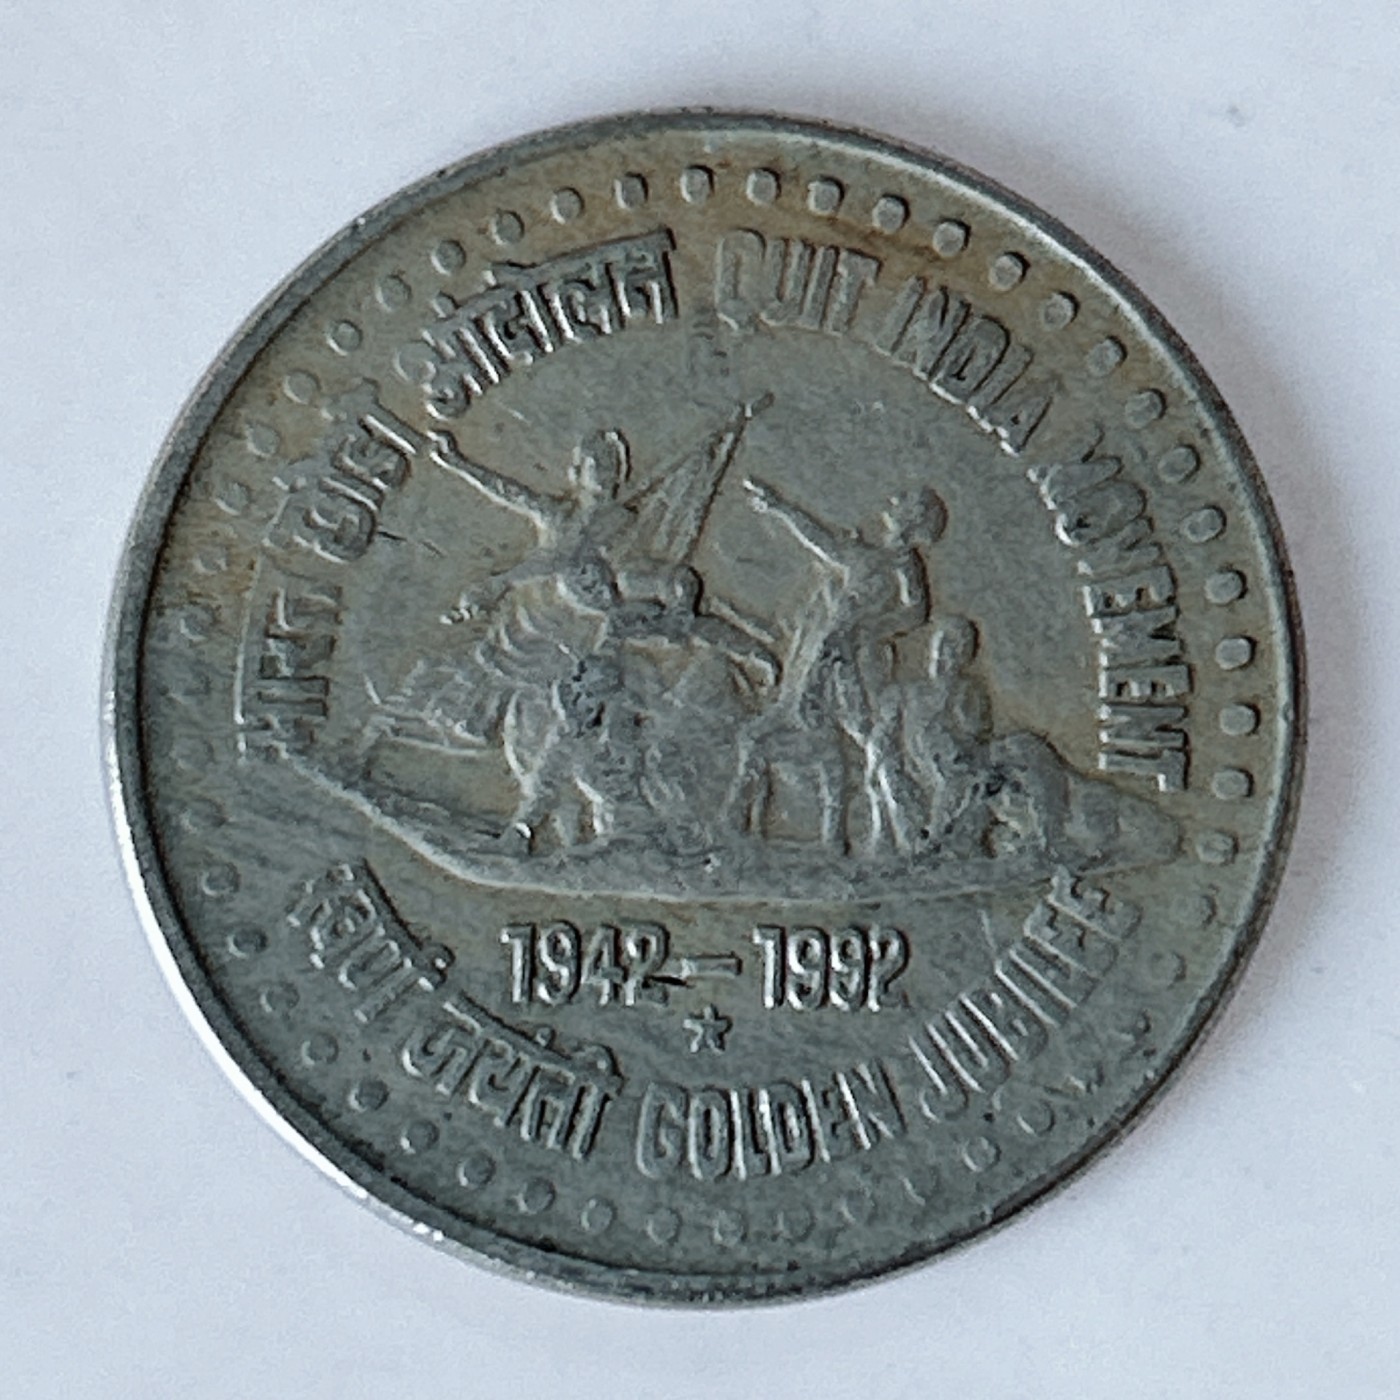 भारत छोड़ो आंदोलन QUIT INDIA MOVEMENT
1942–1992
स्वर्ण जयंती GOLDEN JUBILEE